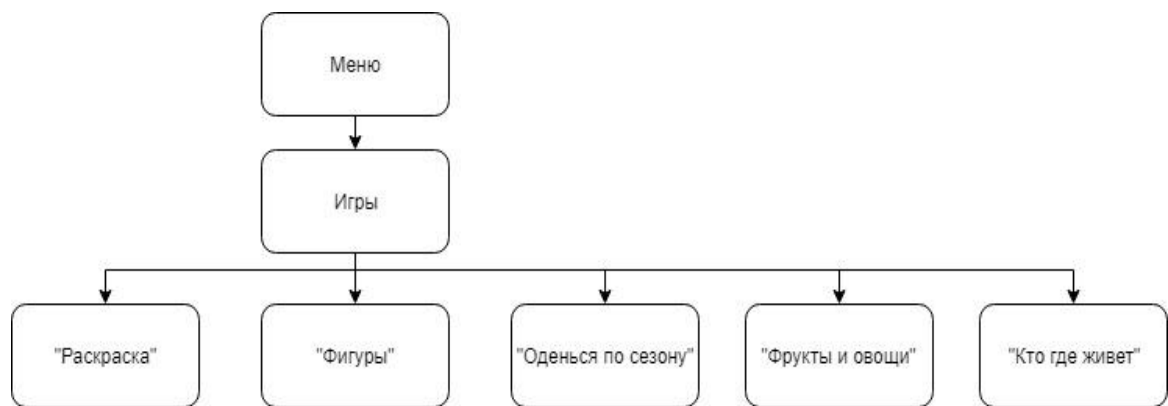 Меню
Игры
"Раскраска"
"Фигуры"
"Оденься по сезону"
"Фрукты и овощи"
"Кто где живет"